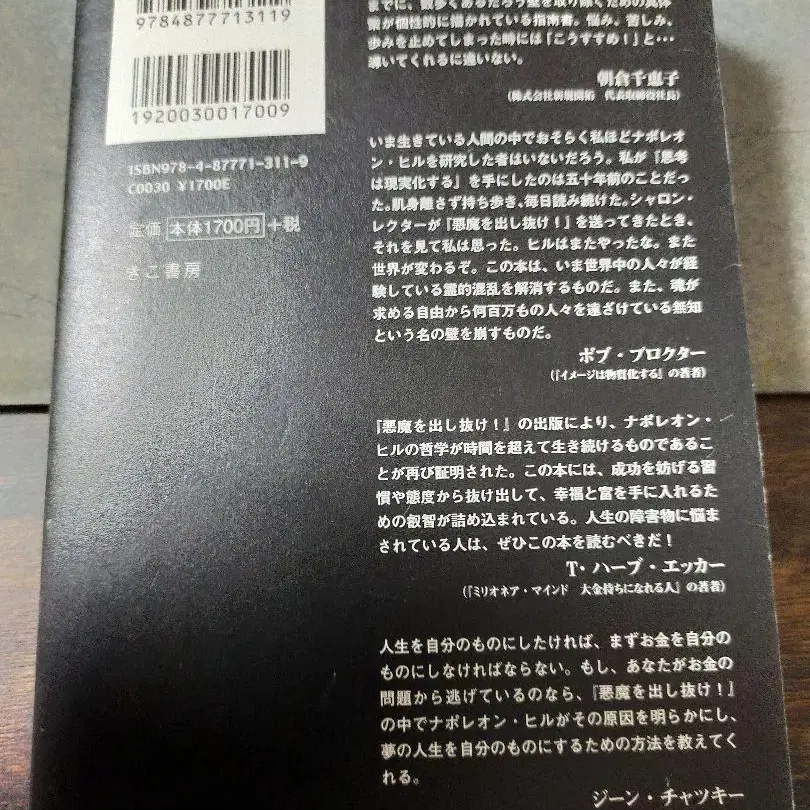 9784877713119
1920030017009
ISBN978-4-87771-311-9
C0030 ¥1700E
定価 本体1700円 +税
きこ書房
までに、数多くあるだろう壁を取り除くための具体
策が個性的に描かれている指南書。悩み、苦しみ、
歩みを止めてしまった時には「こうすすめ!」と…
導いてくれるに違いない。
朝倉千恵子
(株式会社新規開拓 代表取締役社長)
いま生きている人間の中でおそらく私ほどナポレオ
ン・ヒルを研究した者はいないだろう。私が『思考
は現実化する』を手にしたのは五十年前のことだっ
た。肌身離さず持ち歩き、毎日読み続けた。シャロン・
レクターが『悪魔を出し抜け!』を送ってきたとき、
それを見て私は思った。ヒルはまたやったな。また
世界が変わるぞ。この本は、いま世界中の人々が経
験している霊的混乱を解消するものだ。また、魂が
求める自由から何百万もの人々を遠ざけている無知
という名の壁を崩すものだ。
ボブ・プロクター
(『イメージは物質化する』の著者)
『悪魔を出し抜け!』の出版により、ナポレオン・
ヒルの哲学が時間を超えて生き続けるものであるこ
とが再び証明された。この本には、成功を妨げる習
慣や態度から抜け出して、幸福と富を手に入れるた
めの叡智が詰め込まれている。人生の障害物に悩ま
されている人は、ぜひこの本を読むべきだ!
T・ハーブ・エッカー
(『ミリオネア・マインド 大金持ちになれる人』の著者)
人生を自分のものにしたければ、まずお金を自分の
ものにしなければならない。もし、あなたがお金の
問題から逃げているのなら、『悪魔を出し抜け!』
の中でナポレオン・ヒルがその原因を明らかにし、
夢の人生を自分のものにするための方法を教えてく
れる。
ジーン・チャツキー